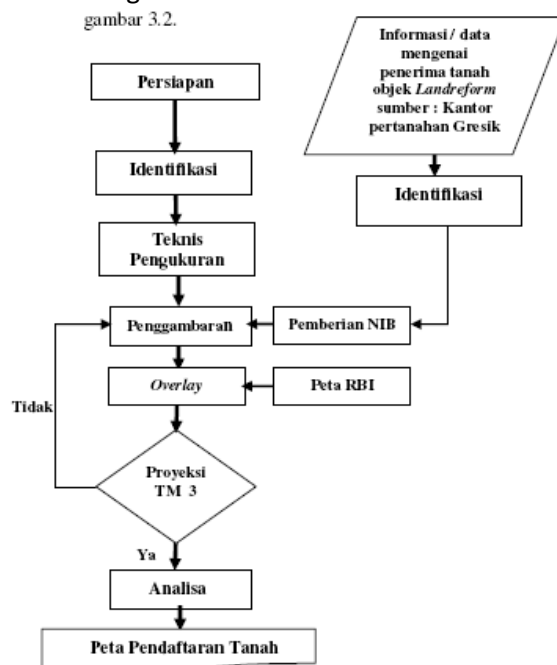 gambar 3.2.
Informasi / data
mengenai
penerima tanah
objek Landreform
sumber : Kantor
pertanahan Gresik
Persiapan
Identifikasi
Identifikasi
Teknis
Pengukuran
Penggambaran
Pemberian NIB
Overlay
Peta RBI
Tidak
Proyeksi
TM 3
Ya
Analisa
Peta Pendaftaran Tanah